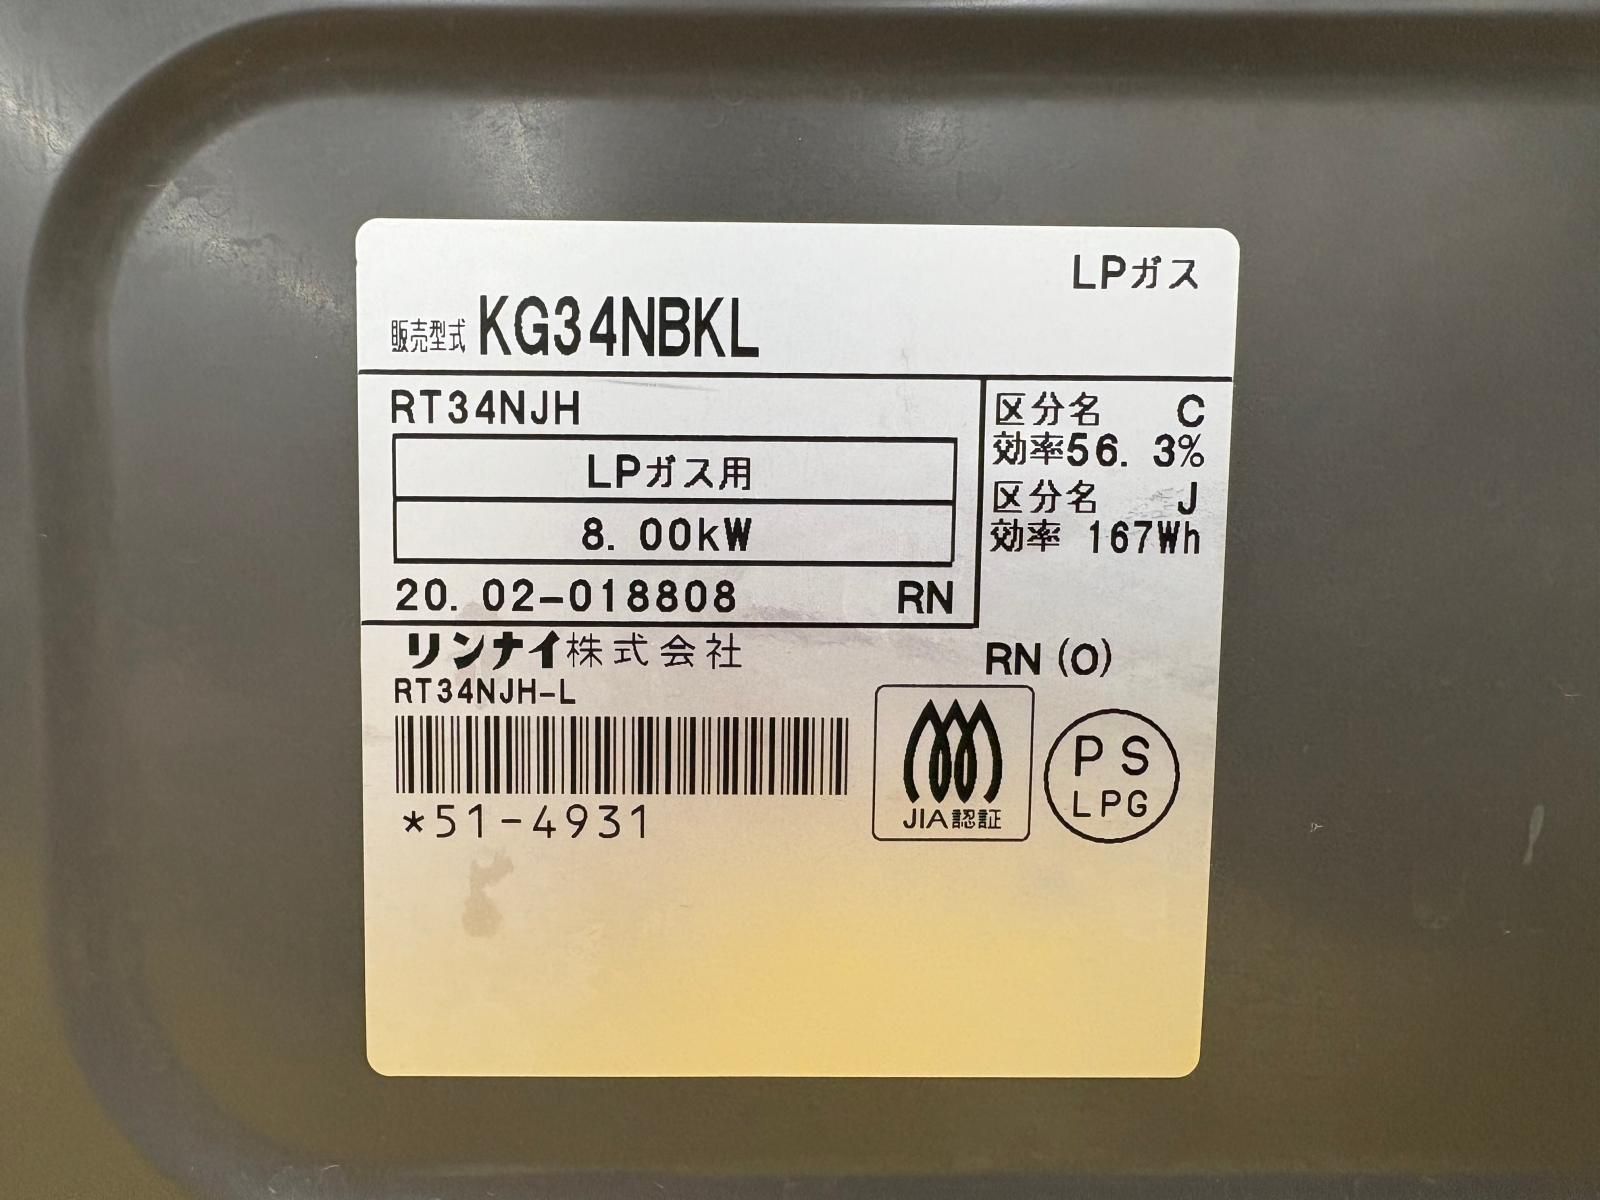 LPガス
販売型式 KG34NBKL
RT34NJH
LPガス用
8.00kW
20.02-018808 RN
区分名 C
効率56.3%
区分名 J
効率 167Wh
リンナイ株式会社
RN (O)
RT34NJH-L
*51-4931
JIA認証
PS
LPG